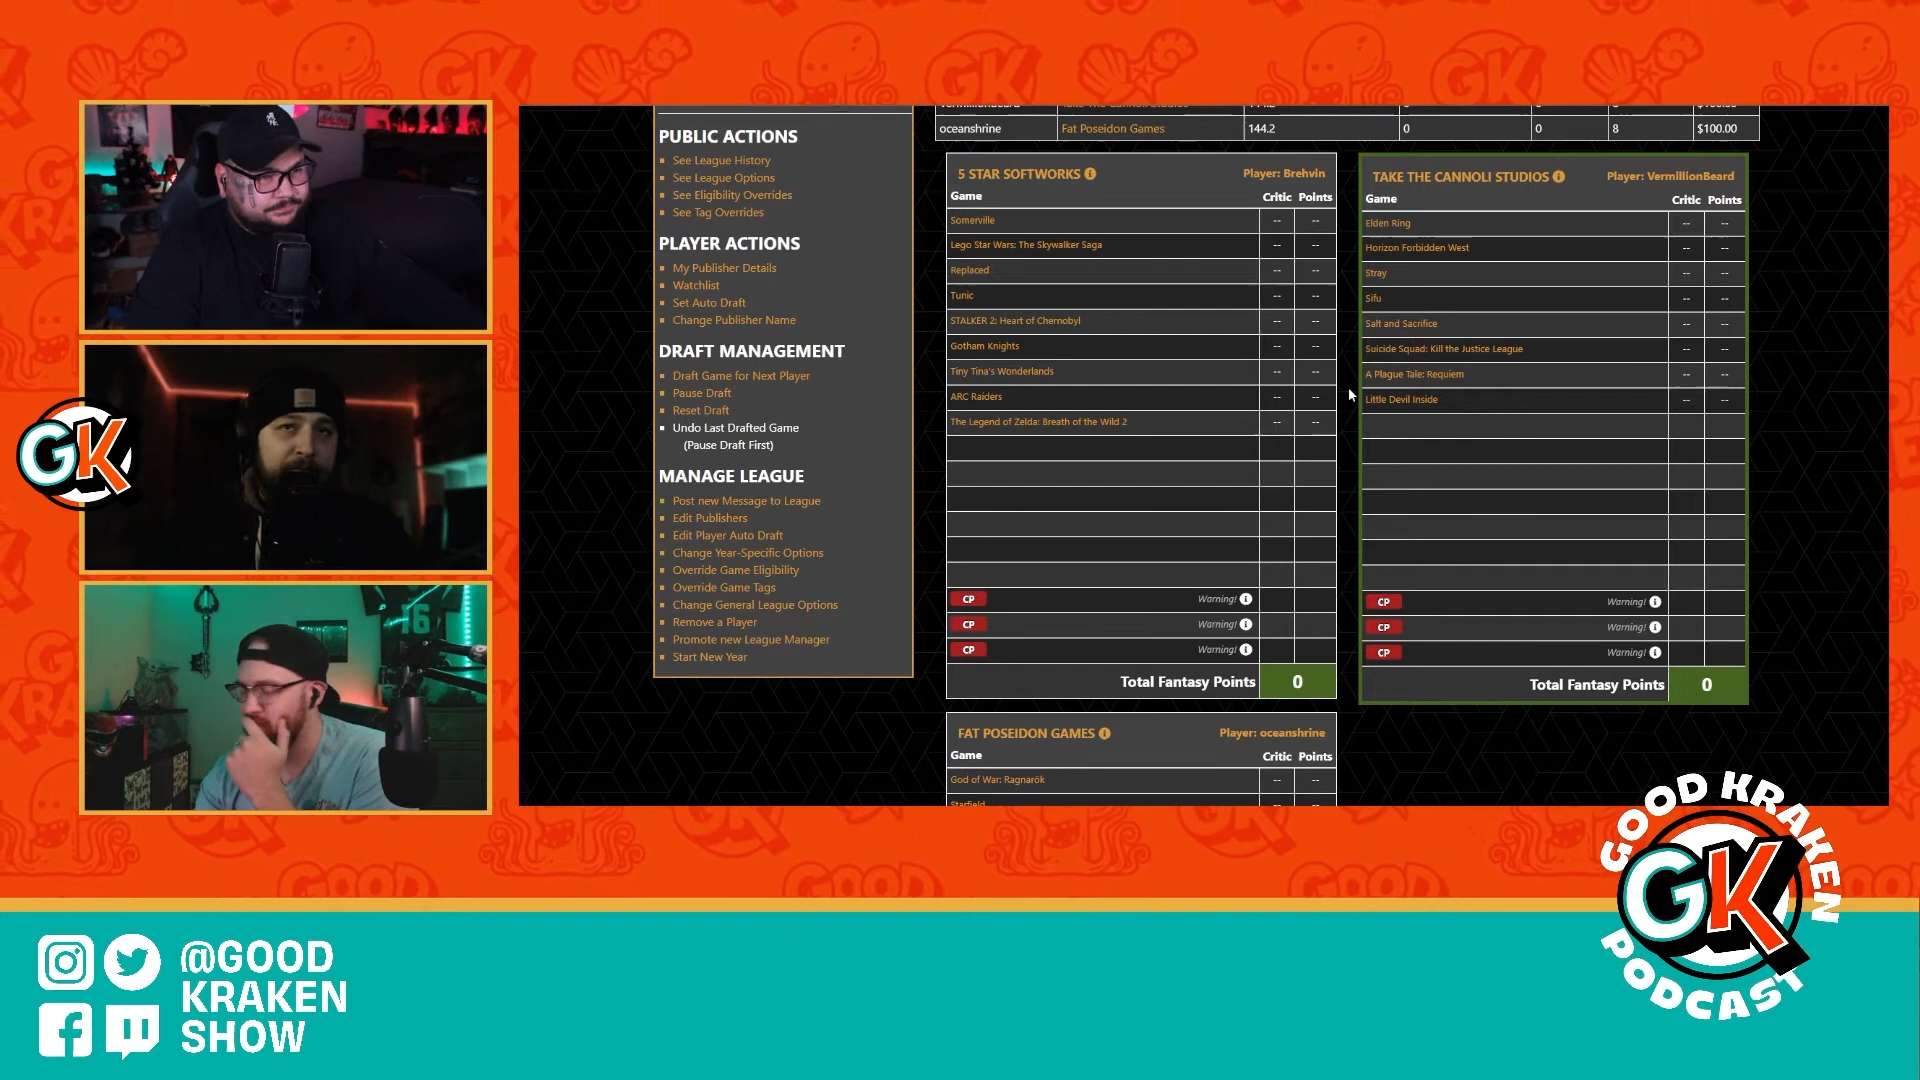 oceanshrine Fat Poseidon Games 144.2 0 0 8 $100.00
PUBLIC ACTIONS
See League History
See League Options
See Eligibility Overrides
See Tag Overrides
PLAYER ACTIONS
My Publisher Details
Watchlist
Set Auto Draft
Change Publisher Name
DRAFT MANAGEMENT
Draft Game for Next Player
Pause Draft
Reset Draft
Undo Last Drafted Game
(Pause Draft First)
MANAGE LEAGUE
Post new Message to League
Edit Publishers
Edit Player Auto Draft
Change Year-Specific Options
Override Game Eligibility
Override Game Tags
Change General League Options
Remove a Player
Promote new League Manager
Start New Year
5 STAR SOFTWORKS Player: Brehvin
Game Critic Points
Somerville -- --
Lego Star Wars: The Skywalker Saga -- --
Replaced -- --
Tunic -- --
STALKER 2: Heart of Chernobyl -- --
Gotham Knights -- --
Tiny Tina's Wonderlands -- --
ARC Raiders -- --
The Legend of Zelda: Breath of the Wild 2 -- --
CP Warning!
CP Warning!
CP Warning!
Total Fantasy Points 0
TAKE THE CANNOLI STUDIOS Player: VermillionBeard
Game Critic Points
Elden Ring -- --
Horizon Forbidden West -- --
Stray -- --
Sifu -- --
Salt and Sacrifice -- --
Suicide Squad: Kill the Justice League -- --
A Plague Tale: Requiem -- --
Little Devil Inside -- --
CP Warning!
CP Warning!
CP Warning!
Total Fantasy Points 0
FAT POSEIDON GAMES Player: oceanshrine
Game Critic Points
God of War: Ragnarök -- --
Starfield -- --
GK
16
GOOD KRAKEN
GK
PODCAST
@GOOD
KRAKEN
SHOW